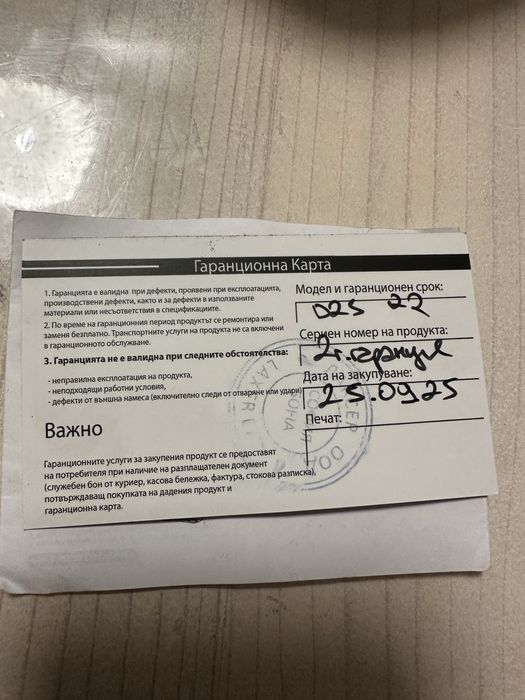 Гаранционна Карта
1. Гаранцията е валидна при дефекти, проявени при експлоатацията,
производствени дефекти, както и за дефекти в използваните
материали или несъответствия в спецификациите.
2. По време на гаранционния период продуктът се ремонтира или
заменя безплатно. Транспортните услуги на продукта не са включени
в гаранционното обслужване.
3. Гаранцията не е валидна при следните обстоятелства:
- неправилна експлоатация на продукта,
- неподходящи работни условия,
- дефекти от външна намеса (включително следи от отваряне или удари)
Важно
Гаранционните услуги за закупения продукт се предоставят
на потребителя при наличие на разплащателен документ
(служебен бон от куриер, касова бележка, фактура, стокова разписка),
потвърждаващ покупката на дадения продукт и
гаранционна карта.
Модел и гаранционен срок:
D25 22
Сериен номер на продукта:
2г.
Дата на закупуване:
25.0925
Печат: